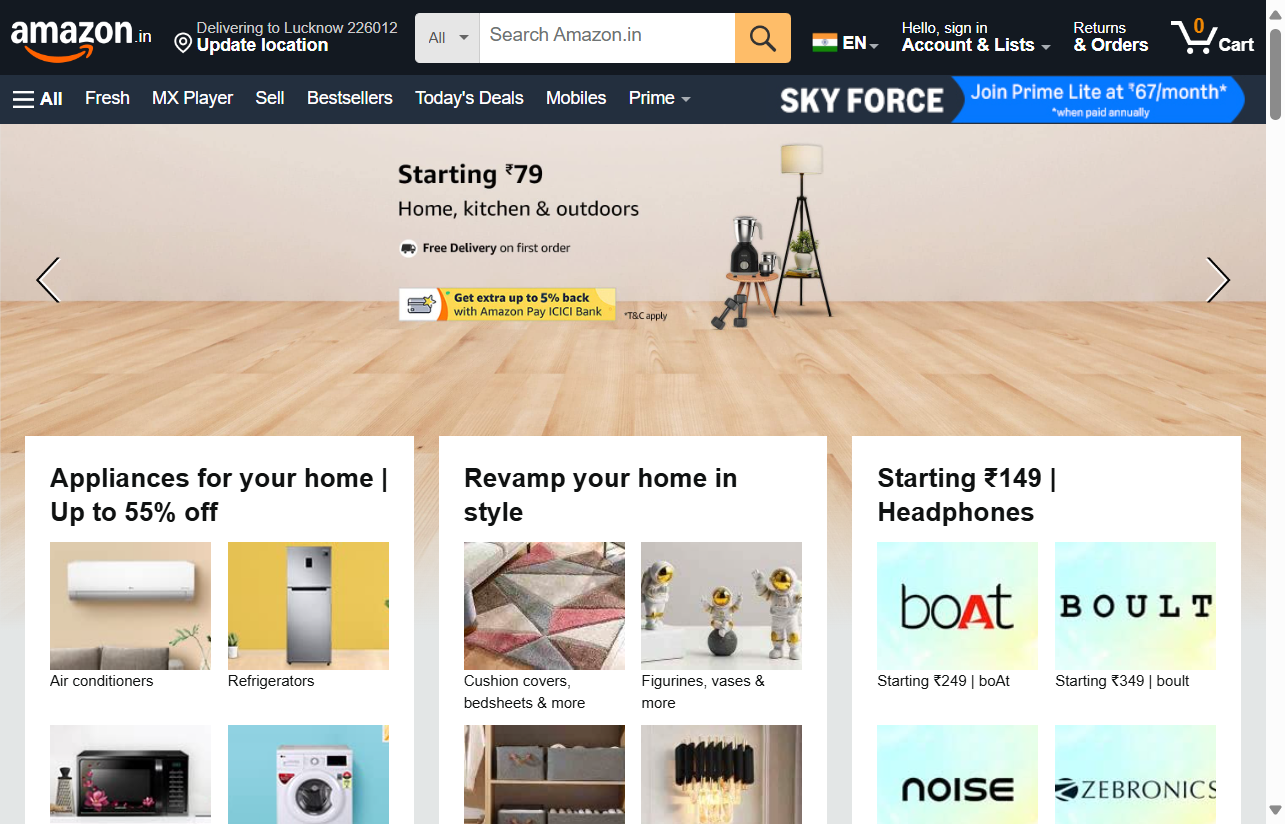 amazon.in
Delivering to Lucknow 226012
Update location
All
Search Amazon.in
EN
Hello, sign in
Account & Lists
Returns
& Orders
0
Cart
All
Fresh
MX Player
Sell
Bestsellers
Today's Deals
Mobiles
Prime
SKY FORCE
Join Prime Lite at ₹67/month*
*when paid annually
Starting ₹79
Home, kitchen & outdoors
Free Delivery on first order
Get extra up to 5% back
with Amazon Pay ICICI Bank
*T&C apply
Appliances for your home |
Up to 55% off
Air conditioners
Refrigerators
Revamp your home in
style
Cushion covers,
bedsheets & more
Figurines, vases &
more
Starting ₹149 |
Headphones
boAt
BOULT
Starting ₹249 | boAt
Starting ₹349 | boult
NOISE
ZEBRONICS